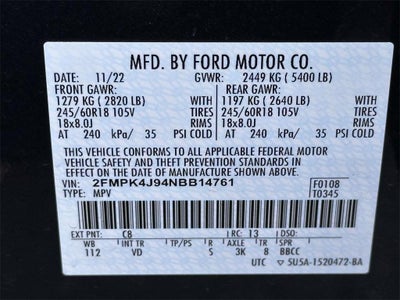 MFD. BY FORD MOTOR CO.
DATE: 11/22 GVWR: 2449 KG ( 5400 LB)
FRONT GAWR: REAR GAWR:
1279 KG ( 2820 LB) WITH 1197 KG ( 2640 LB) WITH
245/60R18 105V TIRES 245/60R18 105V TIRES
18x8.0J RIMS 18x8.0J RIMS
AT 240 kPa/ 35 PSI COLD AT 240 kPa/ 35 PSI COLD
THIS VEHICLE CONFORMS TO ALL APPLICABLE FEDERAL MOTOR
VEHICLE SAFETY AND BUMPER, AND THEFT PREVENTION STANDARDS
IN EFFECT ON THE DATE OF MANUFACTURE SHOWN ABOVE.
VIN: 2FMPK4J94NBB14761 F0108
TYPE: MPV T0345
EXT PNT: C8 RC: 13 DSO:
WB INT TR TP/PS R AXLE TR SPR
112 VD S 3K 8 BBCC
UTC 5U5A-1520472-BA